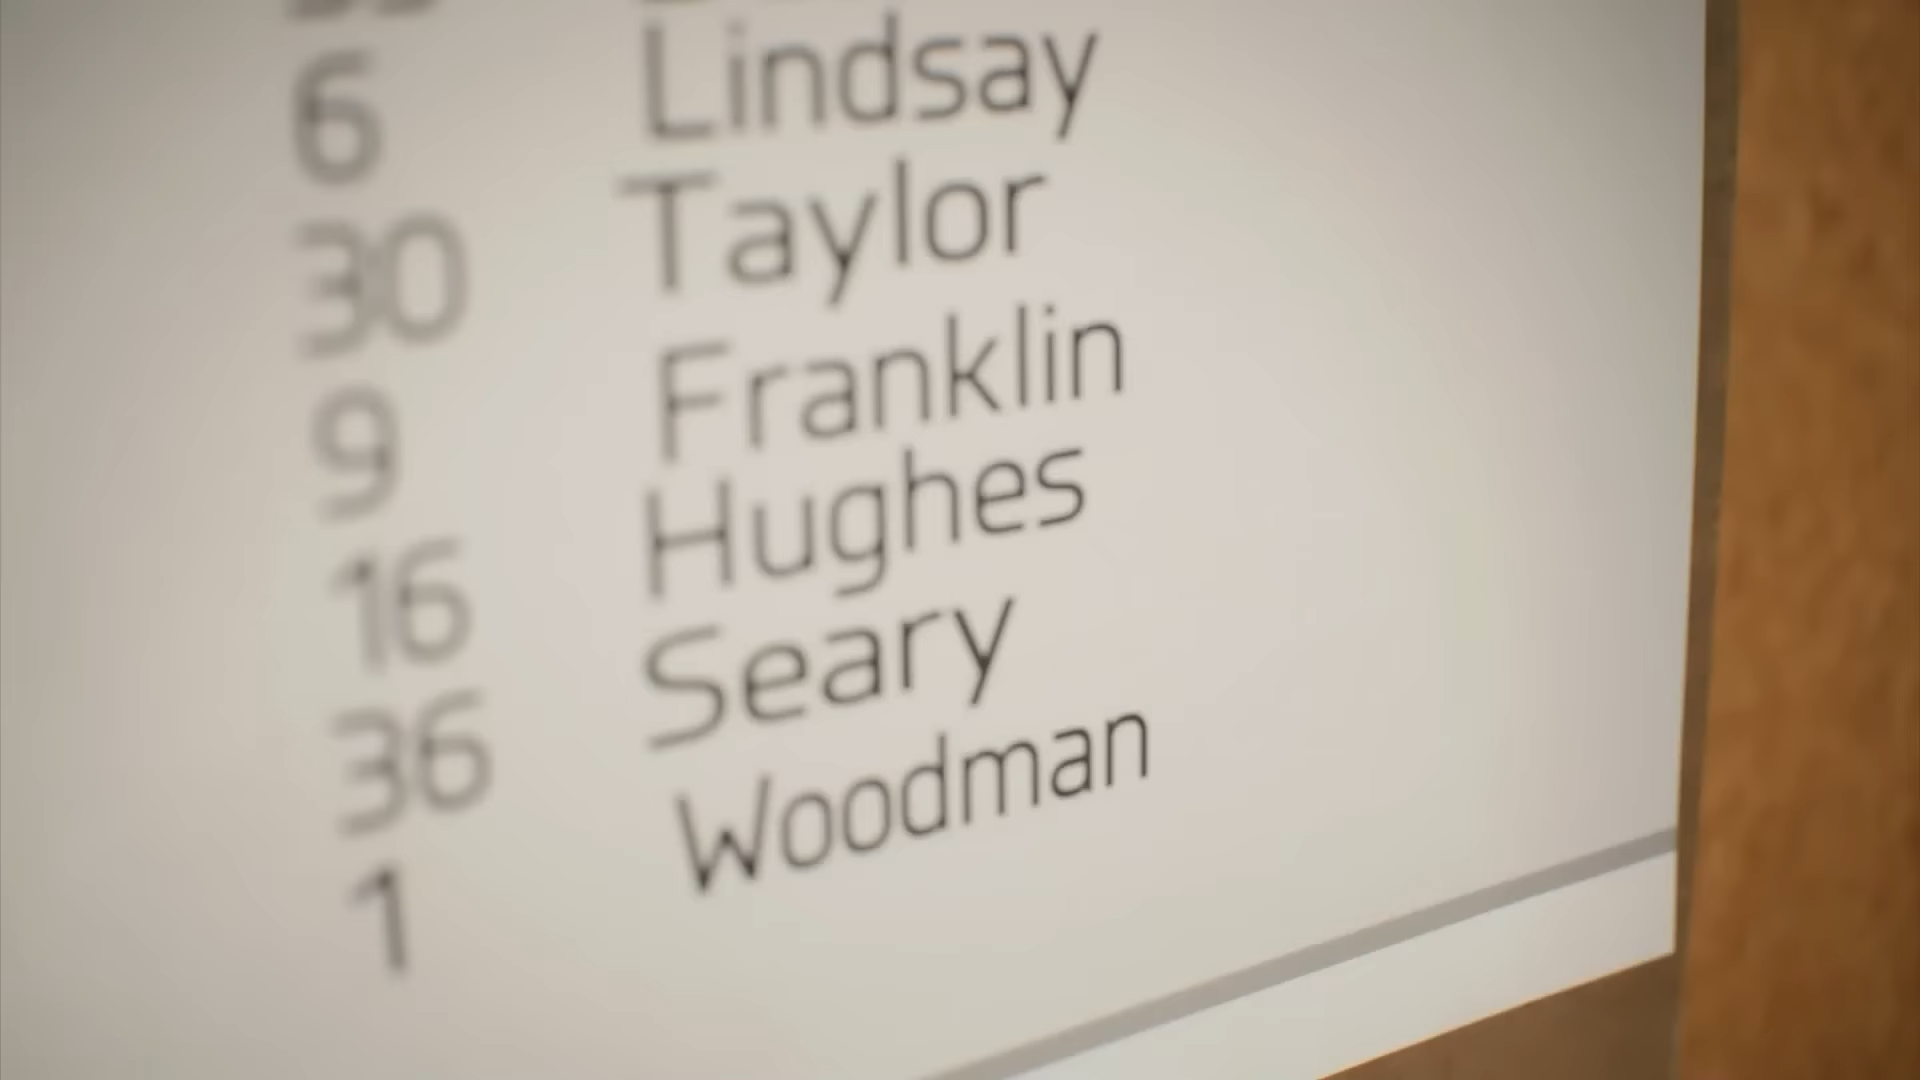 6 Lindsay
30 Taylor
9 Franklin
16 Hughes
36 Seary
1 Woodman